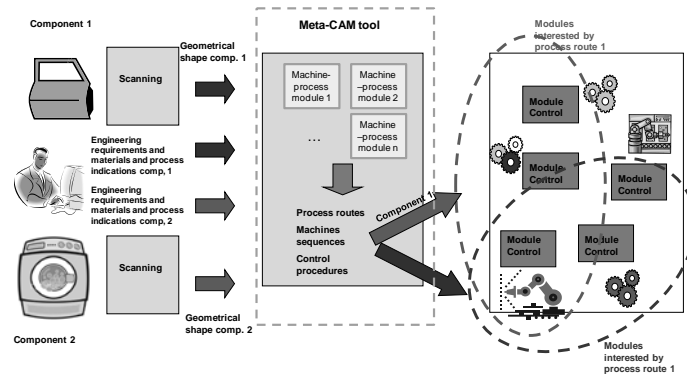 Component 1
Scanning
Geometrical
shape comp. 1
Engineering
requirements and
materials and process
indications comp, 1
Engineering
requirements and
materials and process
indications comp, 2
Scanning
Geometrical
shape comp. 2
Component 2
Meta-CAM tool
Machine-
process
module 1
Machine
–process
module 2
...
Machine
–process
module n
Process routes
Machines
sequences
Control
procedures
Component 1
Modules
interested by
process route 1
Module
Control
Module
Control
Module
Control
Module
Control
Module
Control
Modules
interested by
process route 1